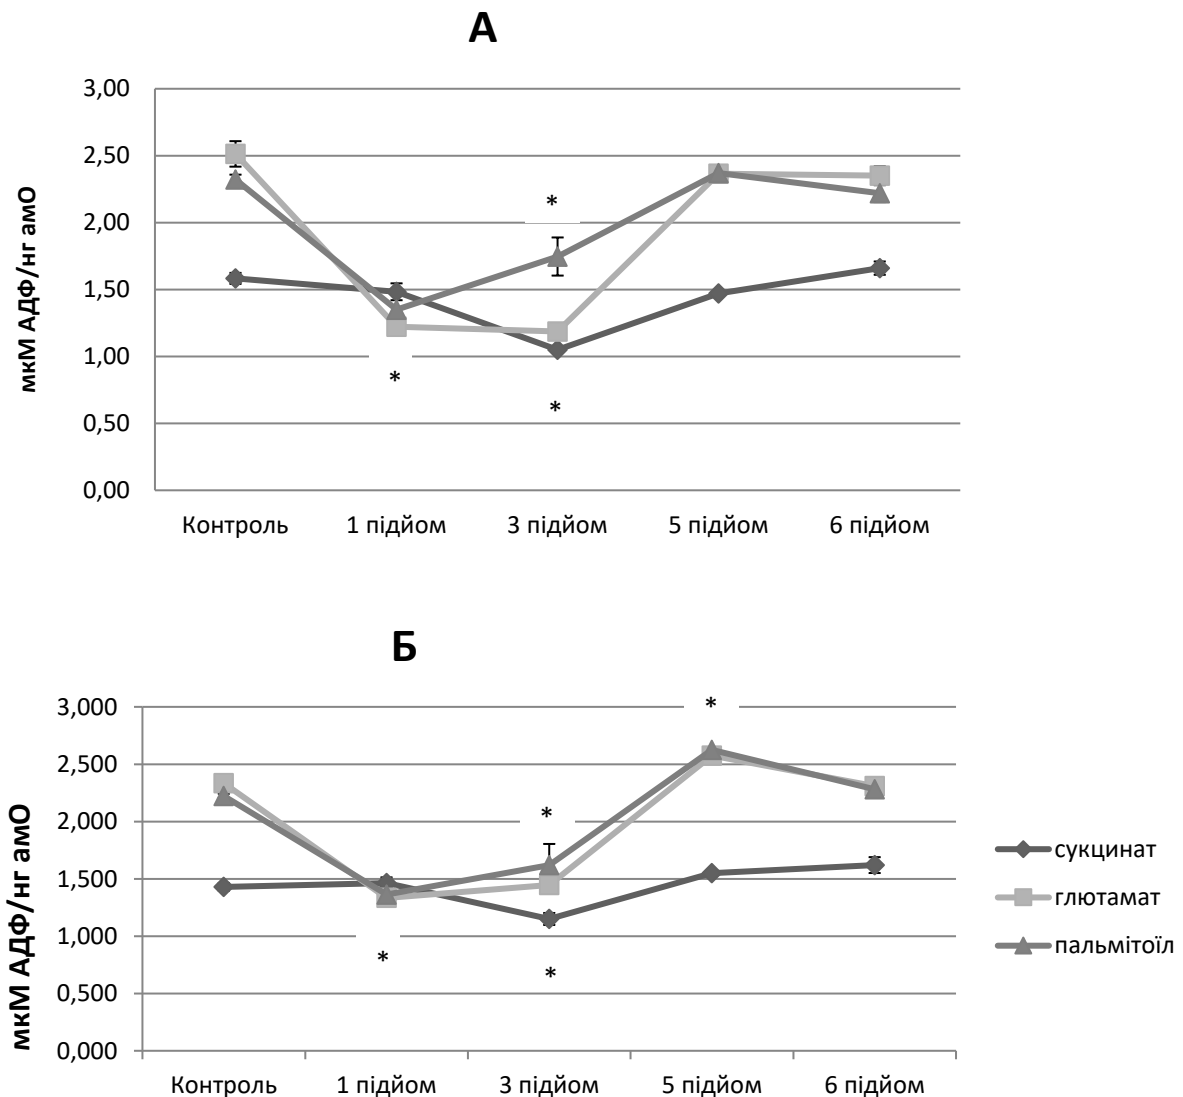 А
3,00
2,50
2,00
1,50
1,00
0,50
0,00
мкМ АДФ/нг амО
*
*
*
Контроль 1 підйом 3 підйом 5 підйом 6 підйом
Б
3,000
2,500
2,000
1,500
1,000
0,500
0,000
мкМ АДФ/нг амО
*
*
*
*
Контроль 1 підйом 3 підйом 5 підйом 6 підйом
сукцинат
глютамат
пальмітоїл